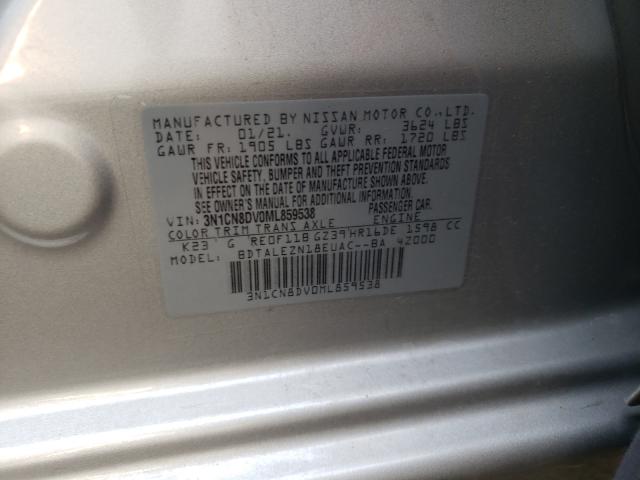 MANUFACTURED BY NISSAN MOTOR CO.,LTD.
DATE: 01/21. GVWR: 3624 LBS
GAWR FR: 1905 LBS GAWR RR: 1720 LBS
THIS VEHICLE CONFORMS TO ALL APPLICABLE FEDERAL MOTOR
VEHICLE SAFETY, BUMPER AND THEFT PREVENTION STANDARDS
IN EFFECT ON THE DATE OF MANUFACTURE SHOWN ABOVE.
SEE OWNER'S MANUAL FOR MORE INFORMATION.
VIN: 3N1CN8DV0ML859538 PASSENGER CAR.
COLOR TRIM TRANS AXLE ENGINE
K23 G RE0F11B GZ39 HR16DE 1598 CC
MODEL: BDTALEZN18EUAC--BA 42000
3N1CN8DV0ML859538